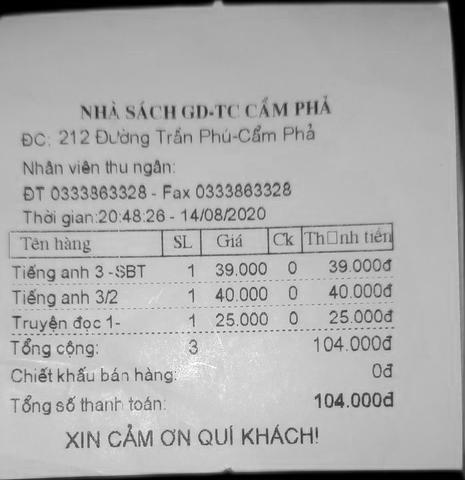 NHÀ SÁCH GD-TC CẨM PHẢ
ĐC: 212 Đường Trần Phú-Cẩm Phả
Nhân viên thu ngân:
ĐT 0333863328 - Fax 0333863328
Thời gian:20:48:26 - 14/08/2020
Tên hàng SL Giá Ck Th□nh tiền
Tiếng anh 3 -SBT 1 39.000 0 39.000đ
Tiếng anh 3/2 1 40.000 0 40.000đ
Truyện đọc 1- 1 25.000 0 25.000đ
Tổng cộng: 3 104.000đ
Chiết khấu bán hàng: 0đ
Tổng số thanh toán: 104.000đ
XIN CẢM ƠN QUÍ KHÁCH!